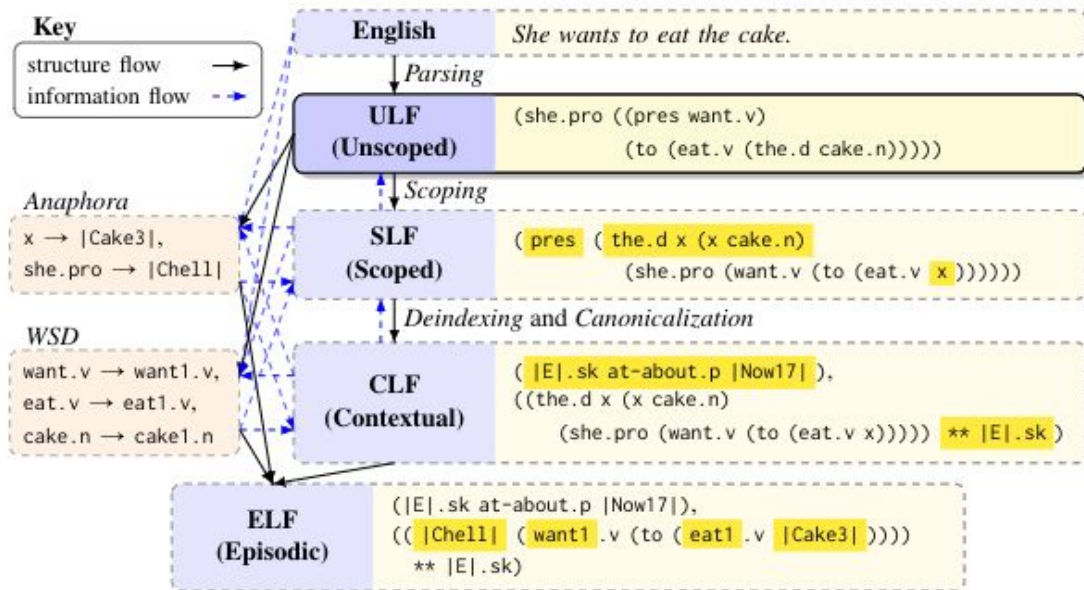 Key
structure flow
information flow
English
She wants to eat the cake.
Parsing
ULF
(Unscoped)
(she.pro ((pres want.v)
(to (eat.v (the.d cake.n)))))
Scoping
Anaphora
x → |Cake3|,
she.pro → |Chell|
SLF
(Scoped)
( pres ( the.d x (x cake.n)
(she.pro (want.v (to (eat.v x ))))))
Deindexing and Canonicalization
WSD
want.v → want1.v,
eat.v → eat1.v,
cake.n → cake1.n
CLF
(Contextual)
( |E|.sk at-about.p |Now17| ),
((the.d x (x cake.n)
(she.pro (want.v (to (eat.v x))))) ** |E|.sk )
ELF
(Episodic)
(|E|.sk at-about.p |Now17|),
(( |Chell| ( want1 .v (to ( eat1 .v |Cake3| ))))
** |E|.sk)